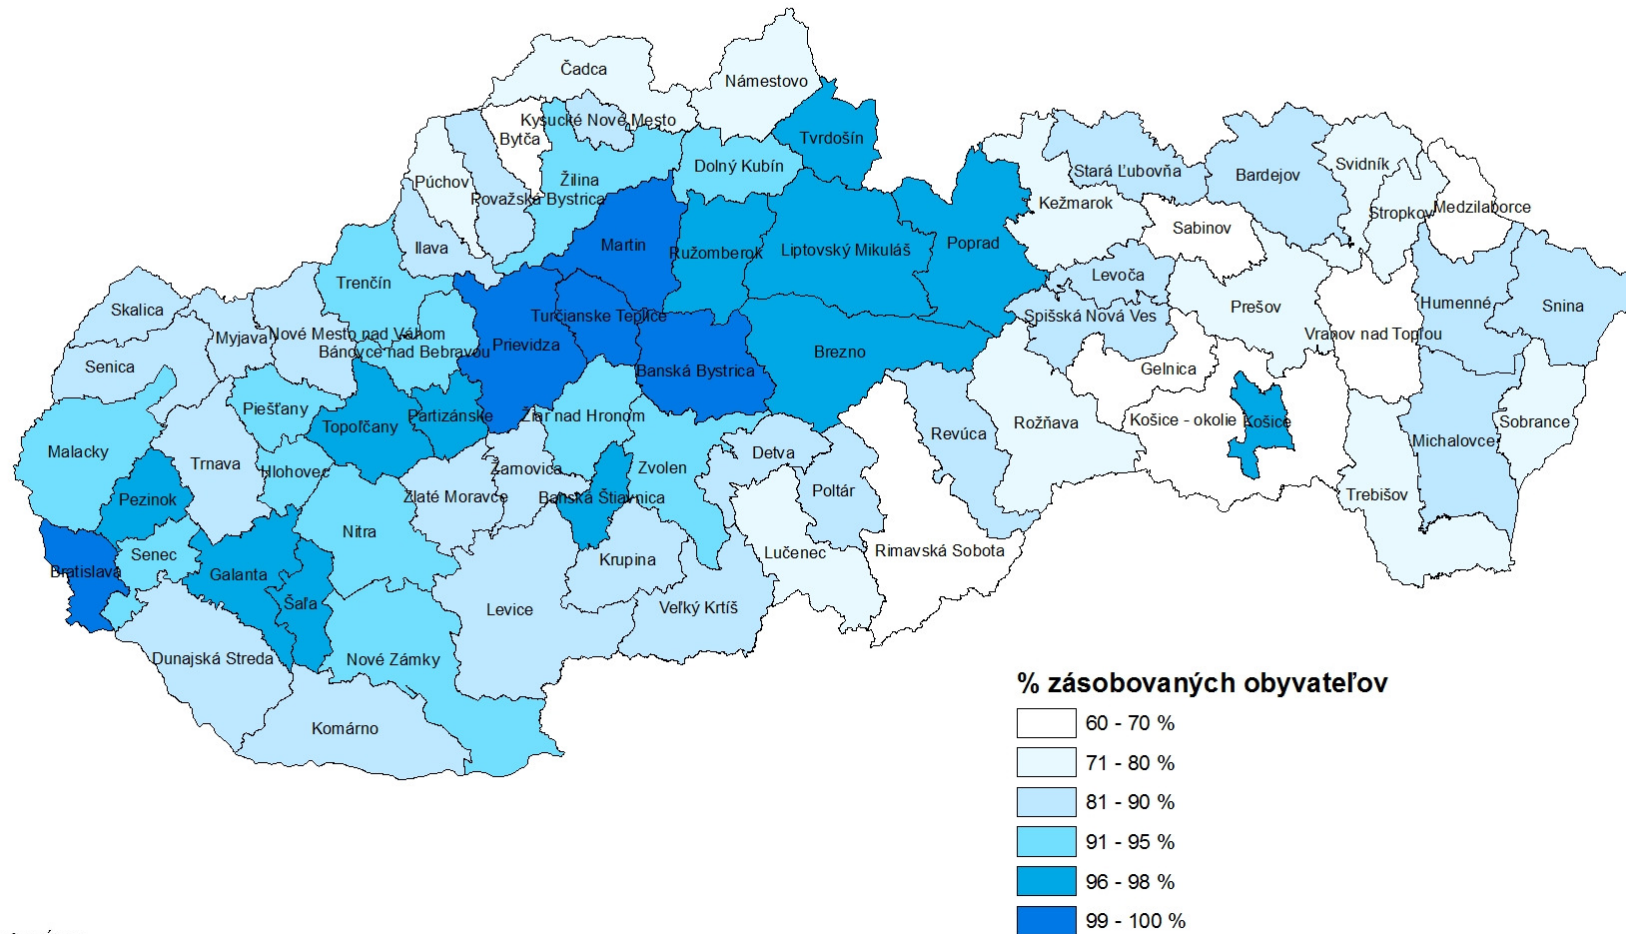 Čadca
Námestovo
Kysucké Nové Mesto
Bytča
Tvrdošín
Dolný Kubín
Žilina
Púchov
Považská Bystrica
Stará Ľubovňa
Bardejov
Svidník
Kežmarok
Stropkov
Medzilaborce
Sabinov
Ilava
Martin
Ružomberok
Liptovský Mikuláš
Poprad
Levoča
Trenčín
Skalica
Myjava
Nové Mesto nad Váhom
Turčianske Teplice
Spišská Nová Ves
Prešov
Humenné
Snina
Vranov nad Topľou
Bánovce nad Bebravou
Prievidza
Brezno
Senica
Banská Bystrica
Gelnica
Piešťany
Topoľčany
Partizánske
Žiar nad Hronom
Rožňava
Košice - okolie
Košice
Sobrance
Revúca
Michalovce
Malacky
Trnava
Hlohovec
Žarnovica
Zvolen
Detva
Pezinok
Zlaté Moravce
Banská Štiavnica
Poltár
Trebišov
Nitra
Senec
Lučenec
Rimavská Sobota
Bratislava
Galanta
Krupina
Šaľa
Levice
Veľký Krtíš
Dunajská Streda
Nové Zámky
Komárno
% zásobovaných obyvateľov
60 - 70 %
71 - 80 %
81 - 90 %
91 - 95 %
96 - 98 %
99 - 100 %